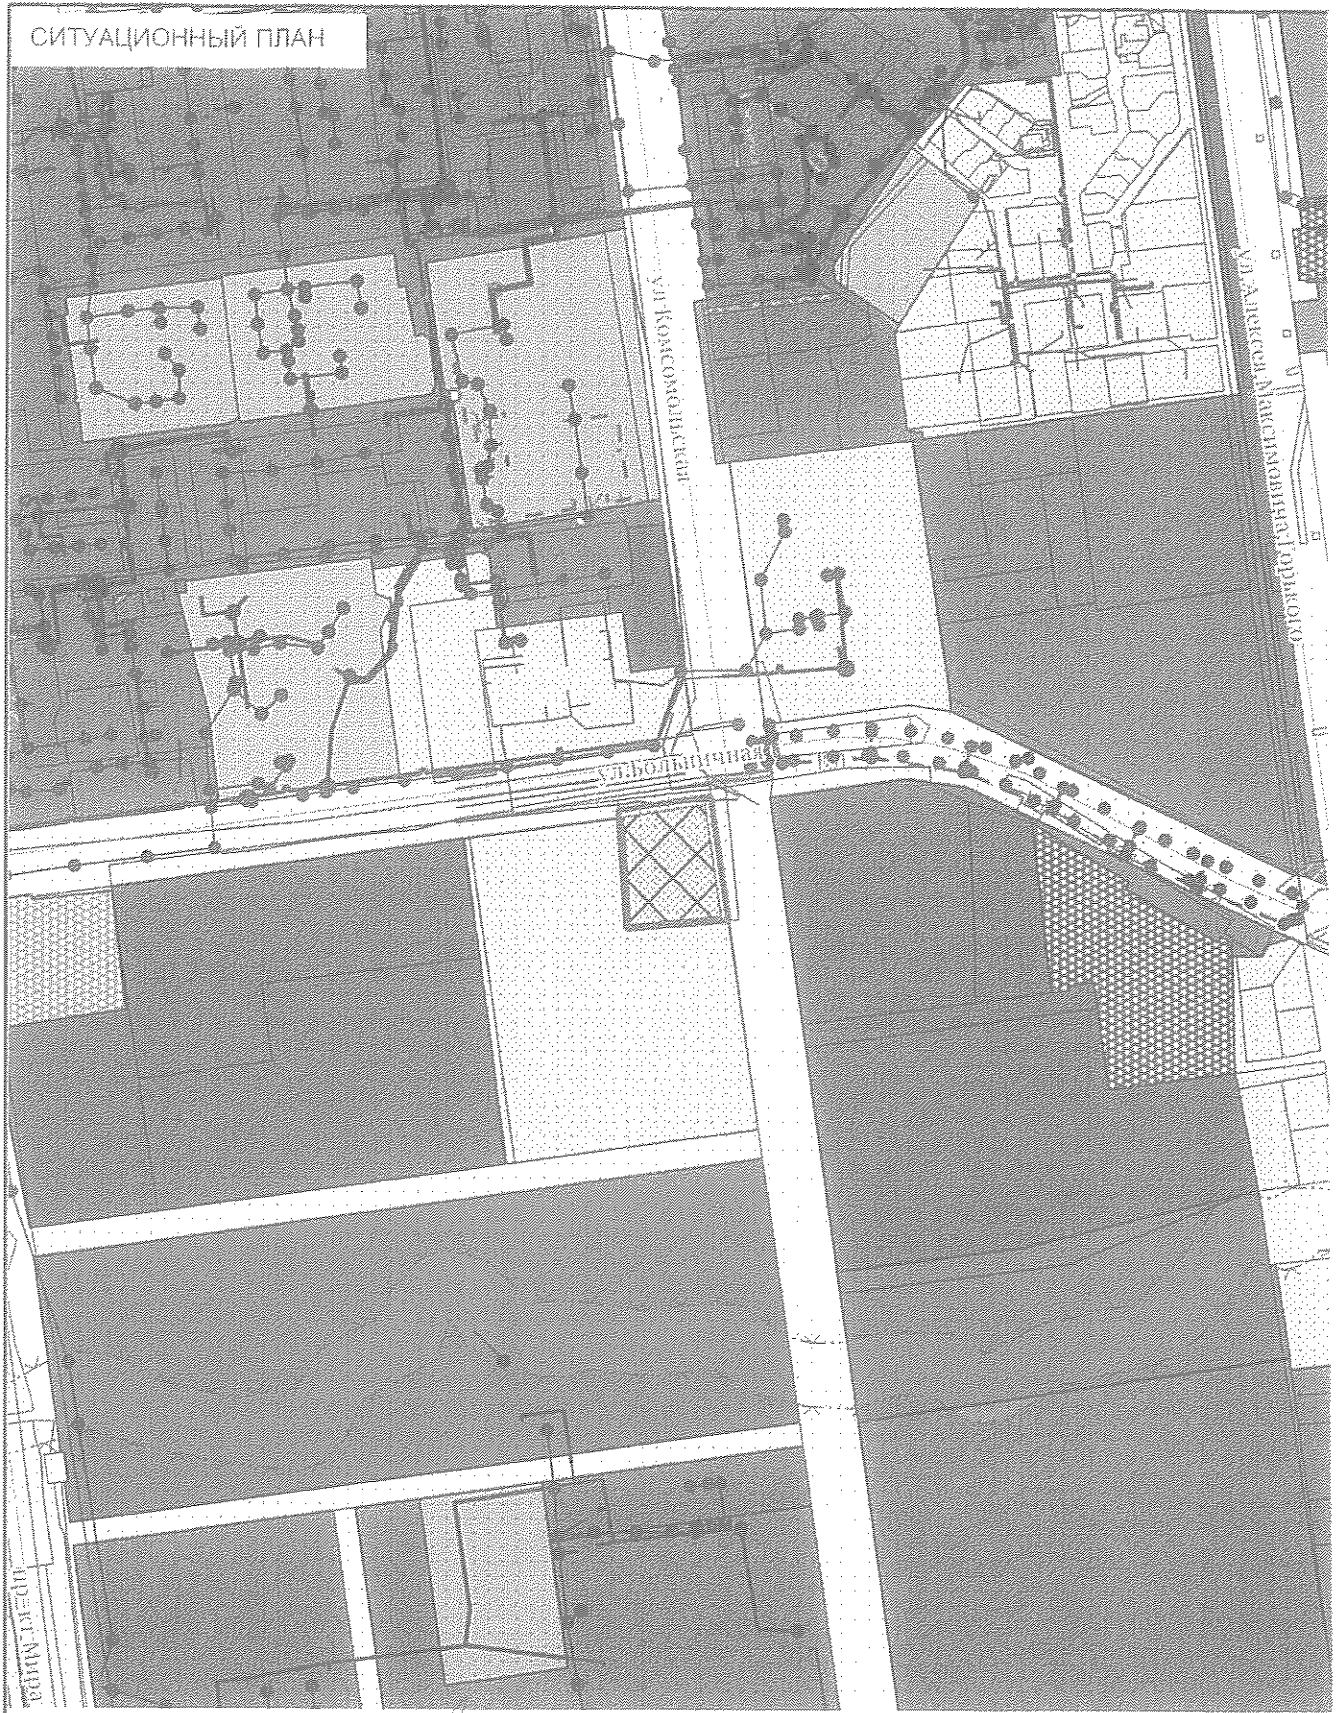 СИТУАЦИОННЫЙ ПЛАН
ул. Комсомольская
ул. Алексея Максимовича Горького
ул. Больничная
пр-кт. Мира